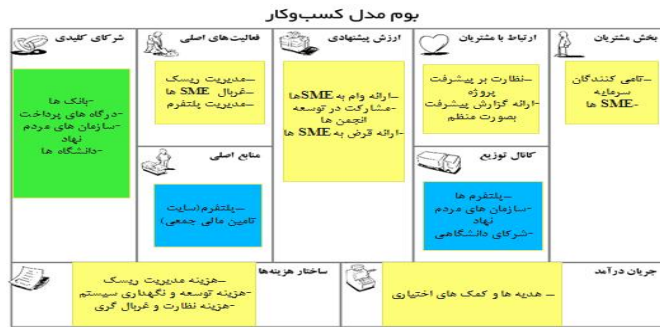 بوم مدل کسب‌وکار
بخش مشتریان
–تامین کنندگان
سرمایه
-SME ها
ارتباط با مشتریان
–نظارت بر پیشرفت
پروژه
-ارائه گزارش پیشرفت
بصورت منظم
کانال توزیع
–پلتفرم ها
-سازمان های مردم
نهاد
-شرکای دانشگاهی
ارزش پیشنهادی
–ارائه وام به SMEها
-مشارکت در توسعه
انجمن ها
-ارائه قرض به SME ها
فعالیت‌های اصلی
–مدیریت ریسک
-غربال SME ها
-مدیریت پلتفرم
منابع اصلی
–پلتفرم(سایت
تامین مالی جمعی)
شرکای کلیدی
-بانک ها
-درگاه های پرداخت
-سازمان های مردم
نهاد
-دانشگاه ها
جریان درآمد
– هدیه ها و کمک های اختیاری
ساختار هزینه‌ها
–هزینه مدیریت ریسک
-هزینه توسعه و نگهداری سیستم
-هزینه نظارت و غربال گری